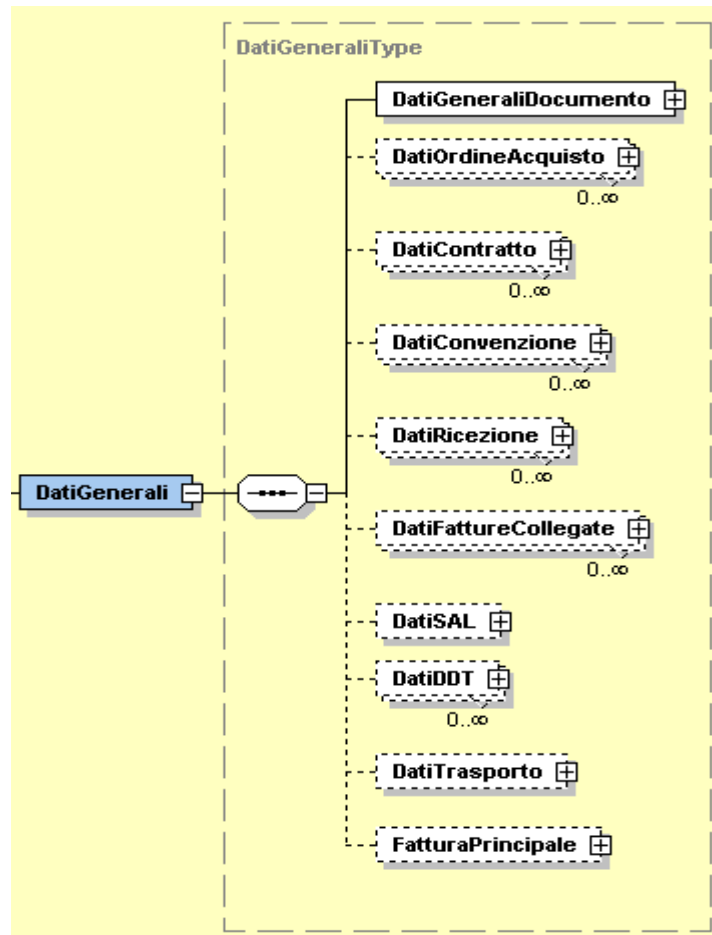 DatiGeneraliType
DatiGeneraliDocumento
DatiOrdineAcquisto
0..∞
DatiContratto
0..∞
DatiConvenzione
0..∞
DatiRicezione
0..∞
DatiGenerali
DatiFattureCollegate
0..∞
DatiSAL
DatiDDT
0..∞
DatiTrasporto
FatturaPrincipale